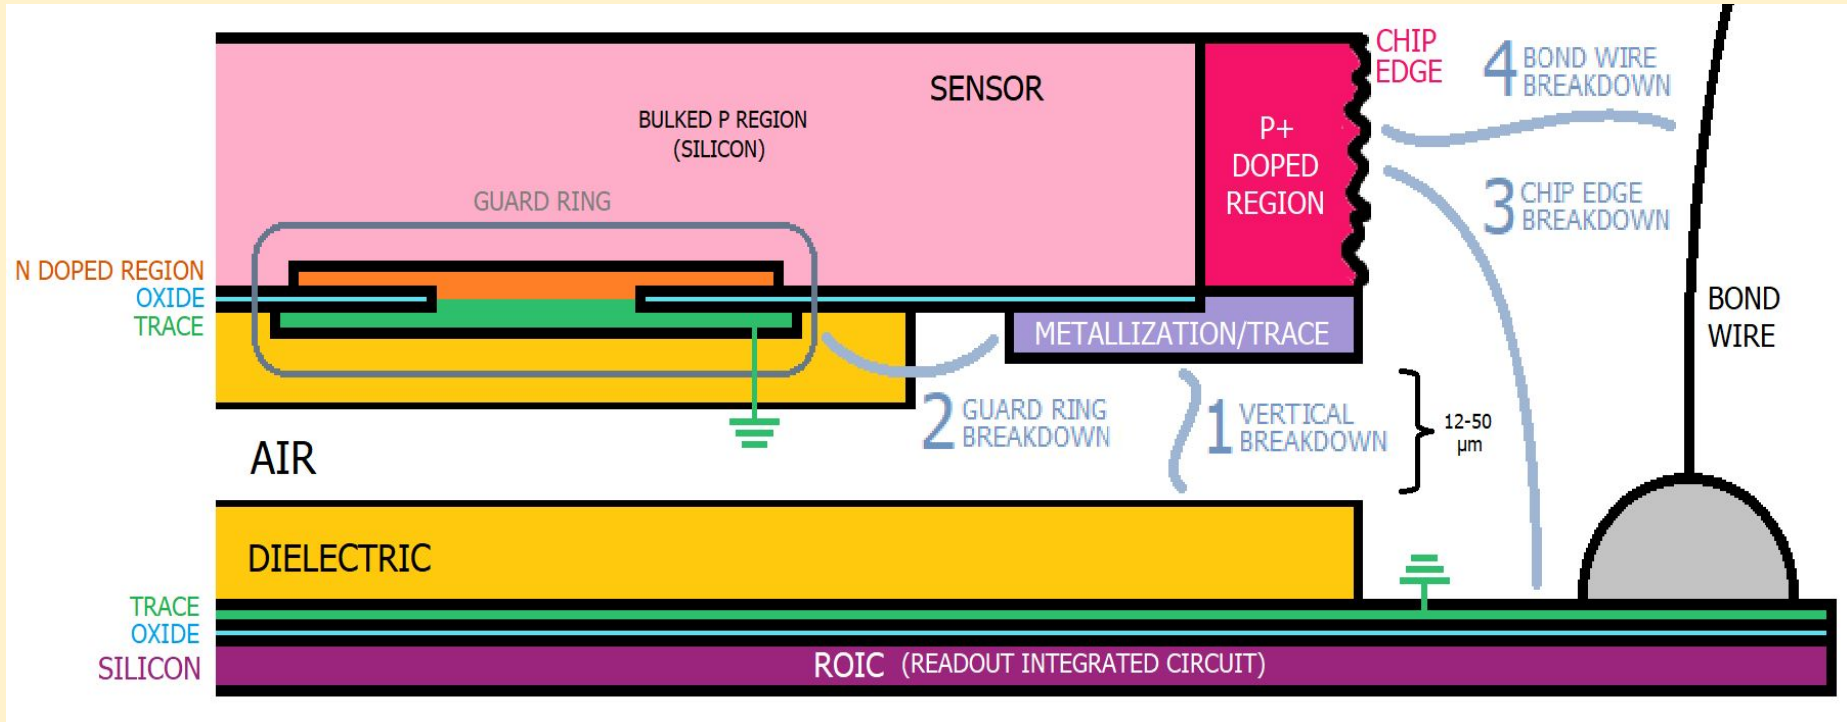 CHIP
EDGE
SENSOR
4 BOND WIRE
BREAKDOWN
BULKED P REGION
(SILICON)
P+
DOPED
REGION
GUARD RING
3 CHIP EDGE
BREAKDOWN
N DOPED REGION
OXIDE
TRACE
METALLIZATION/TRACE
BOND
WIRE
2 GUARD RING
BREAKDOWN
1 VERTICAL
BREAKDOWN
12-50
µm
AIR
DIELECTRIC
TRACE
OXIDE
SILICON
ROIC (READOUT INTEGRATED CIRCUIT)